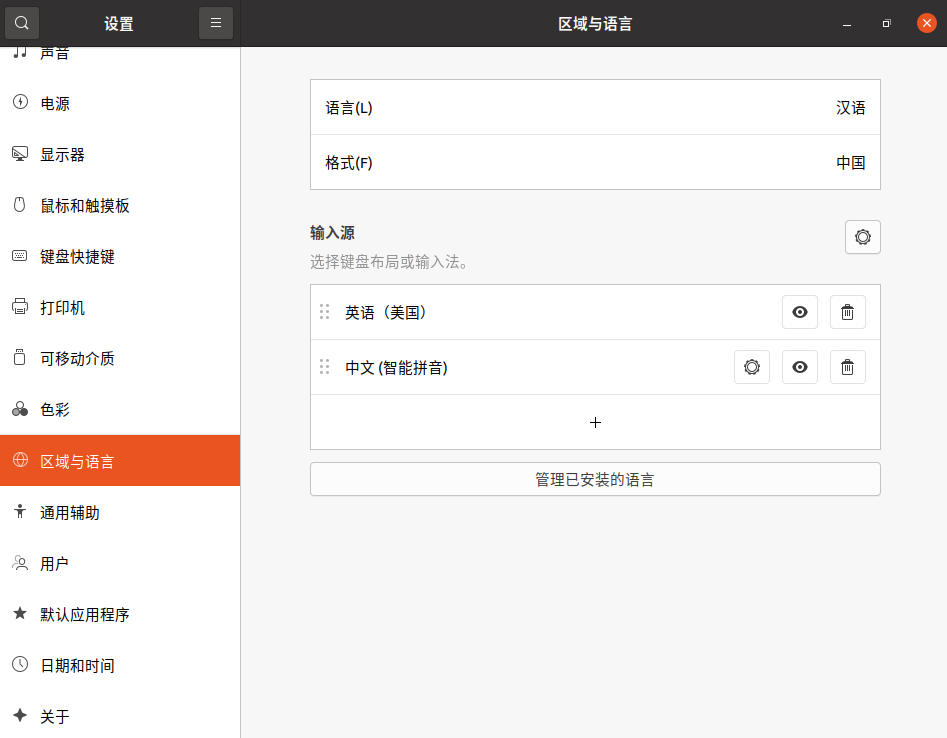 设置
区域与语言
声音
电源
显示器
鼠标和触摸板
键盘快捷键
打印机
可移动介质
色彩
区域与语言
通用辅助
用户
默认应用程序
日期和时间
关于
语言(L) 汉语
格式(F) 中国
输入源
选择键盘布局或输入法。
英语（美国）
中文 (智能拼音)
管理已安装的语言